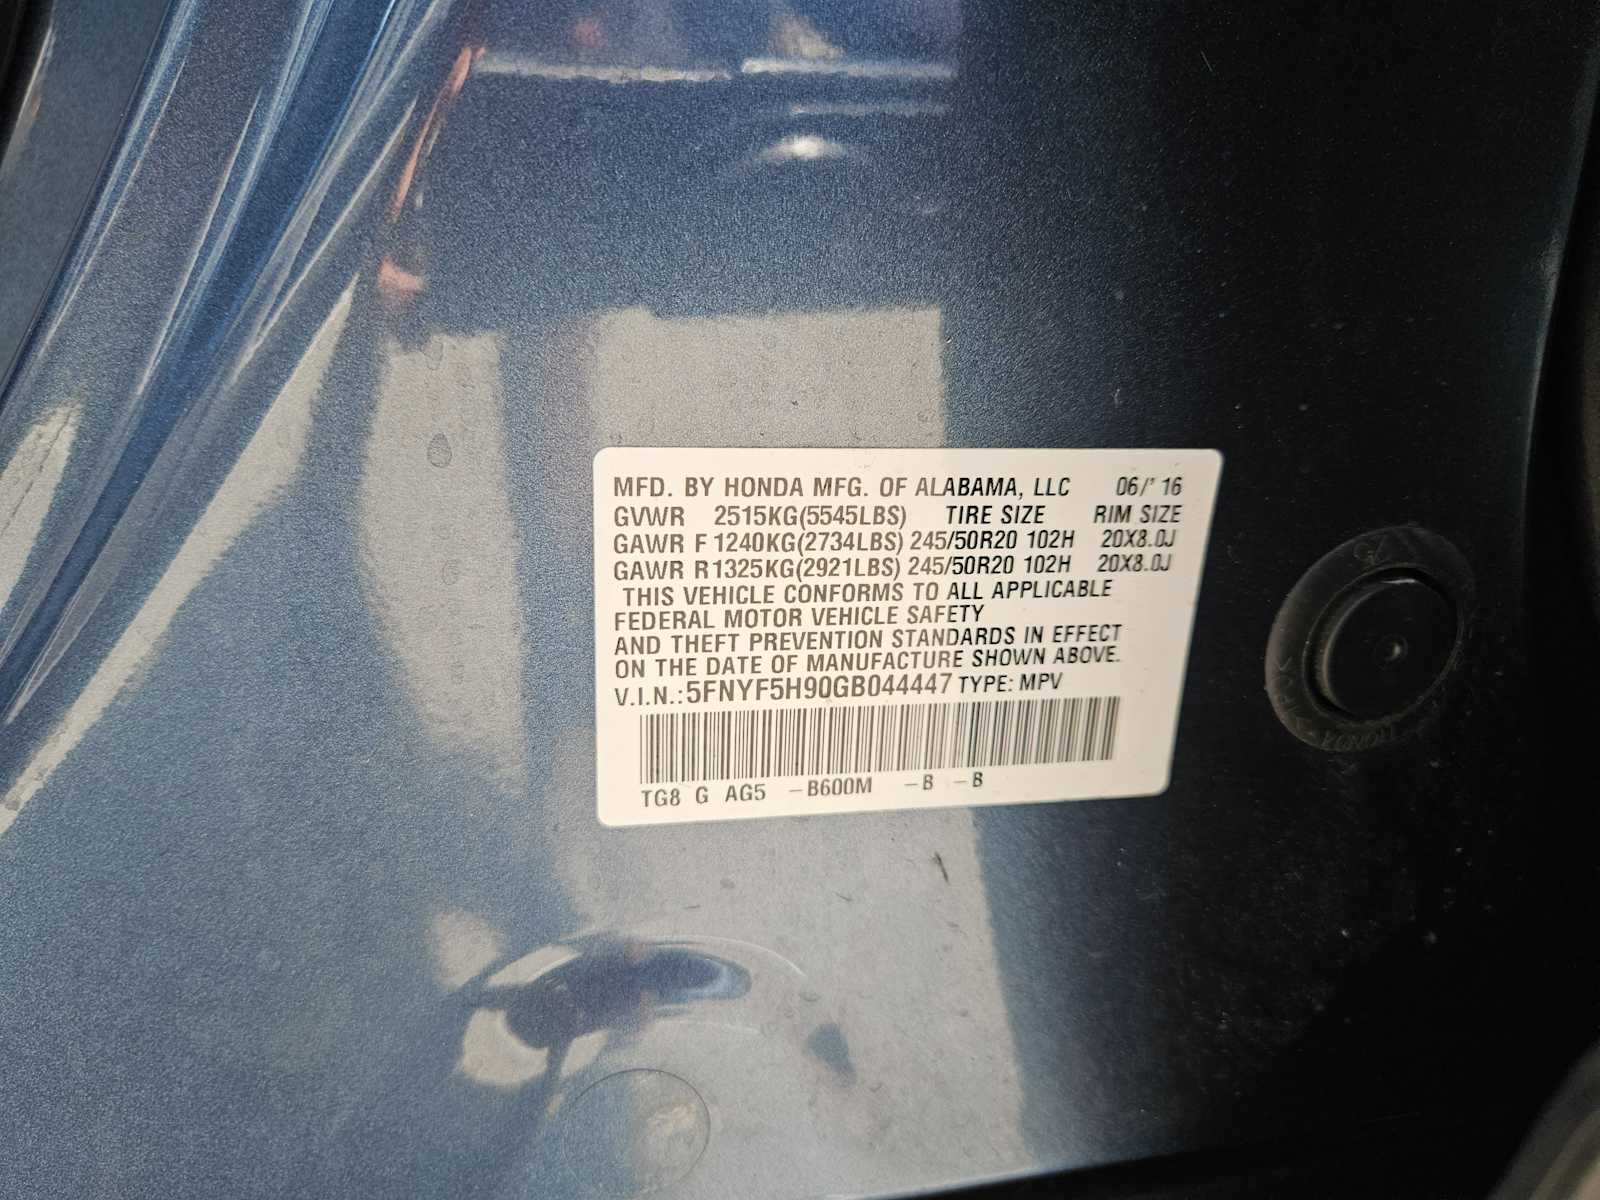 MFD. BY HONDA MFG. OF ALABAMA, LLC 06/' 16
GVWR 2515KG(5545LBS) TIRE SIZE RIM SIZE
GAWR F 1240KG(2734LBS) 245/50R20 102H 20X8.0J
GAWR R1325KG(2921LBS) 245/50R20 102H 20X8.0J
THIS VEHICLE CONFORMS TO ALL APPLICABLE
FEDERAL MOTOR VEHICLE SAFETY
AND THEFT PREVENTION STANDARDS IN EFFECT
ON THE DATE OF MANUFACTURE SHOWN ABOVE.
V.I.N.:5FNYF5H90GB044447 TYPE: MPV
TG8 G AG5 -B600M -B -B